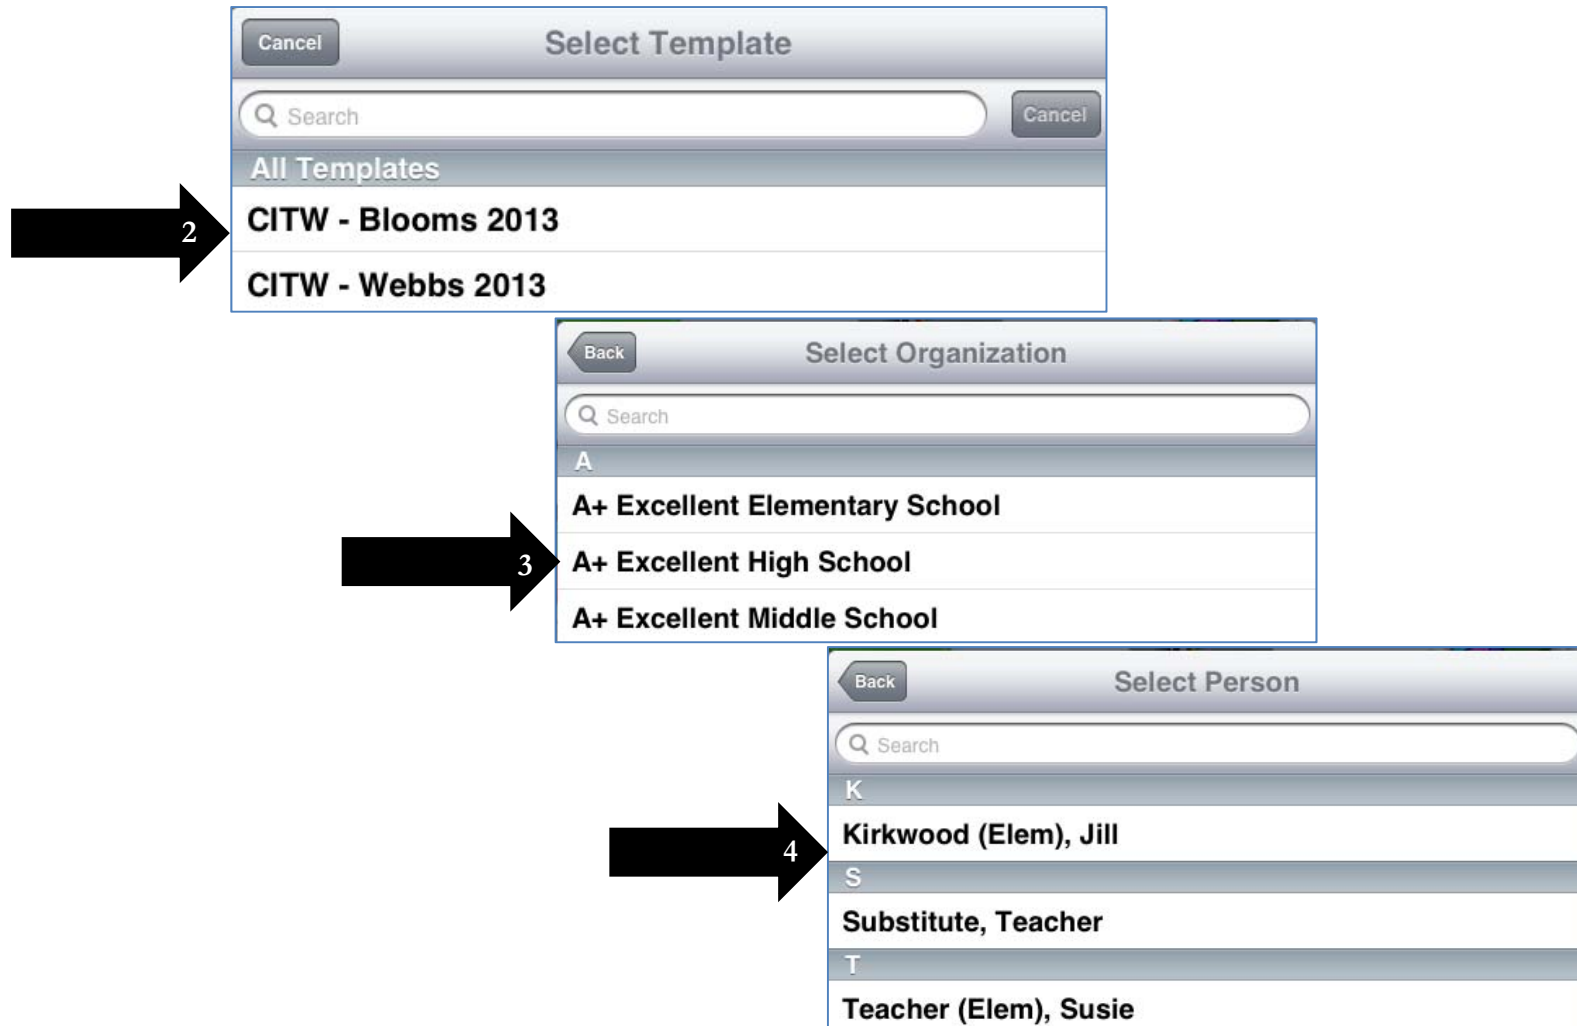 Cancel Select Template
Search Cancel
All Templates
2 CITW - Blooms 2013
CITW - Webbs 2013
Back Select Organization
Search
A
A+ Excellent Elementary School
3 A+ Excellent High School
A+ Excellent Middle School
Back Select Person
Search
K
4 Kirkwood (Elem), Jill
S
Substitute, Teacher
T
Teacher (Elem), Susie